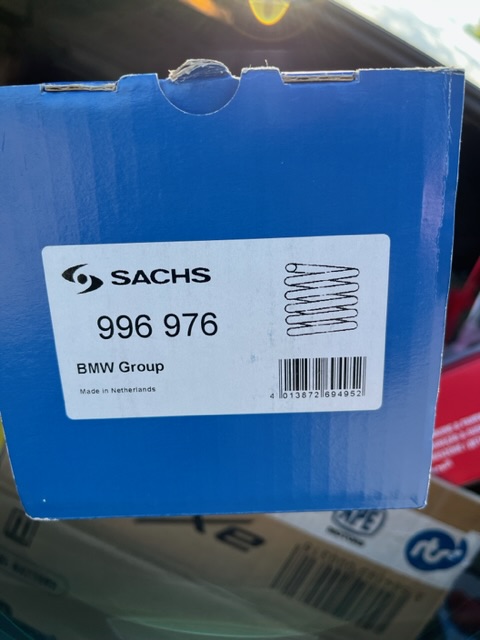 SACHS
996 976
BMW Group
Made in Netherlands
4 013872 694952